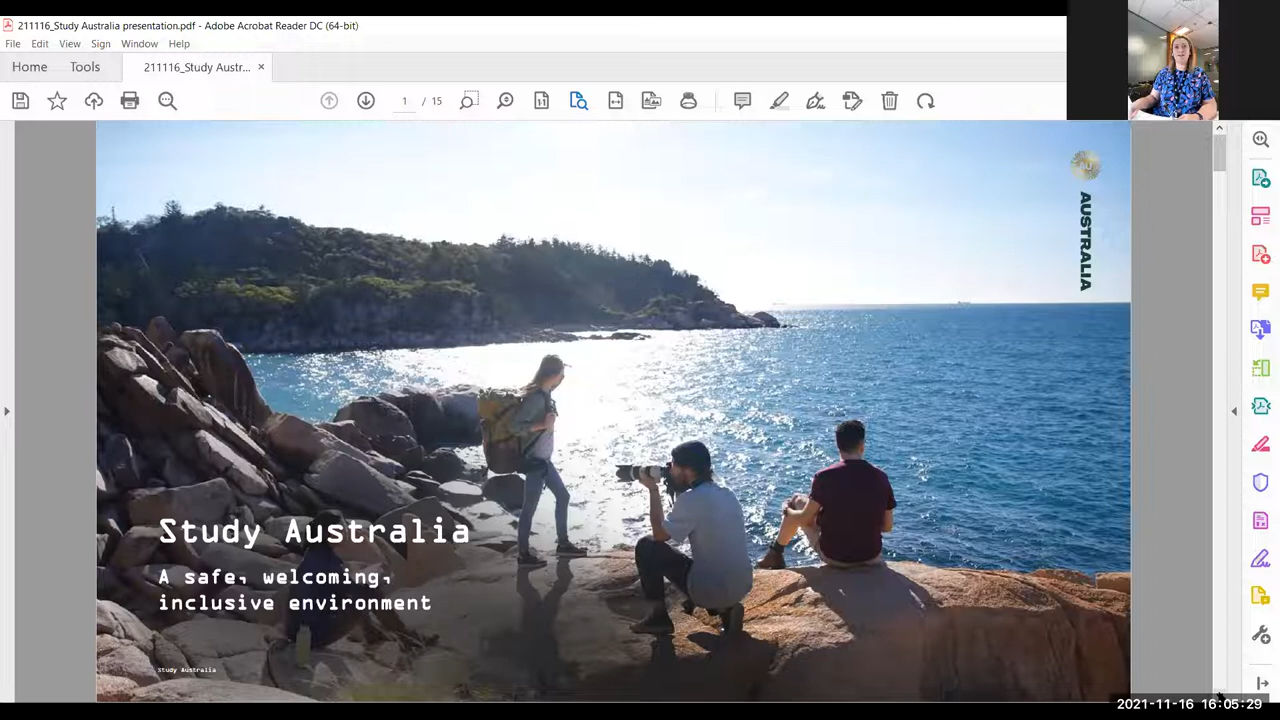 211116_Study Australia presentation.pdf - Adobe Acrobat Reader DC (64-bit)
File Edit View Sign Window Help
Home Tools 211116_Study Austr... ×
1 / 15
AUSTRALIA
Study Australia
A safe, welcoming,
inclusive environment
Study Australia
2021-11-16 16:05:29